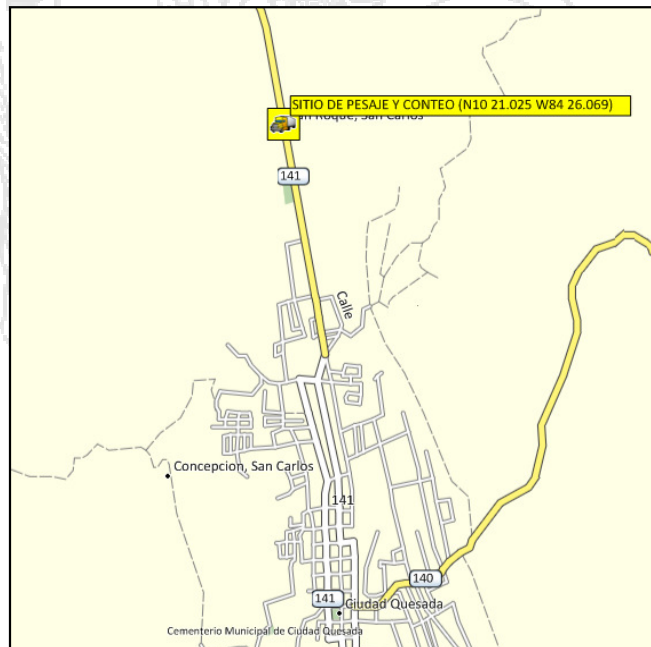 SITIO DE PESAJE Y CONTEO (N10 21.025 W84 26.069)
Roque, San Carlos
141
Calle
Concepcion, San Carlos
141
140
141
Ciudad Quesada
Cementerio Municipal de Ciudad Quesada